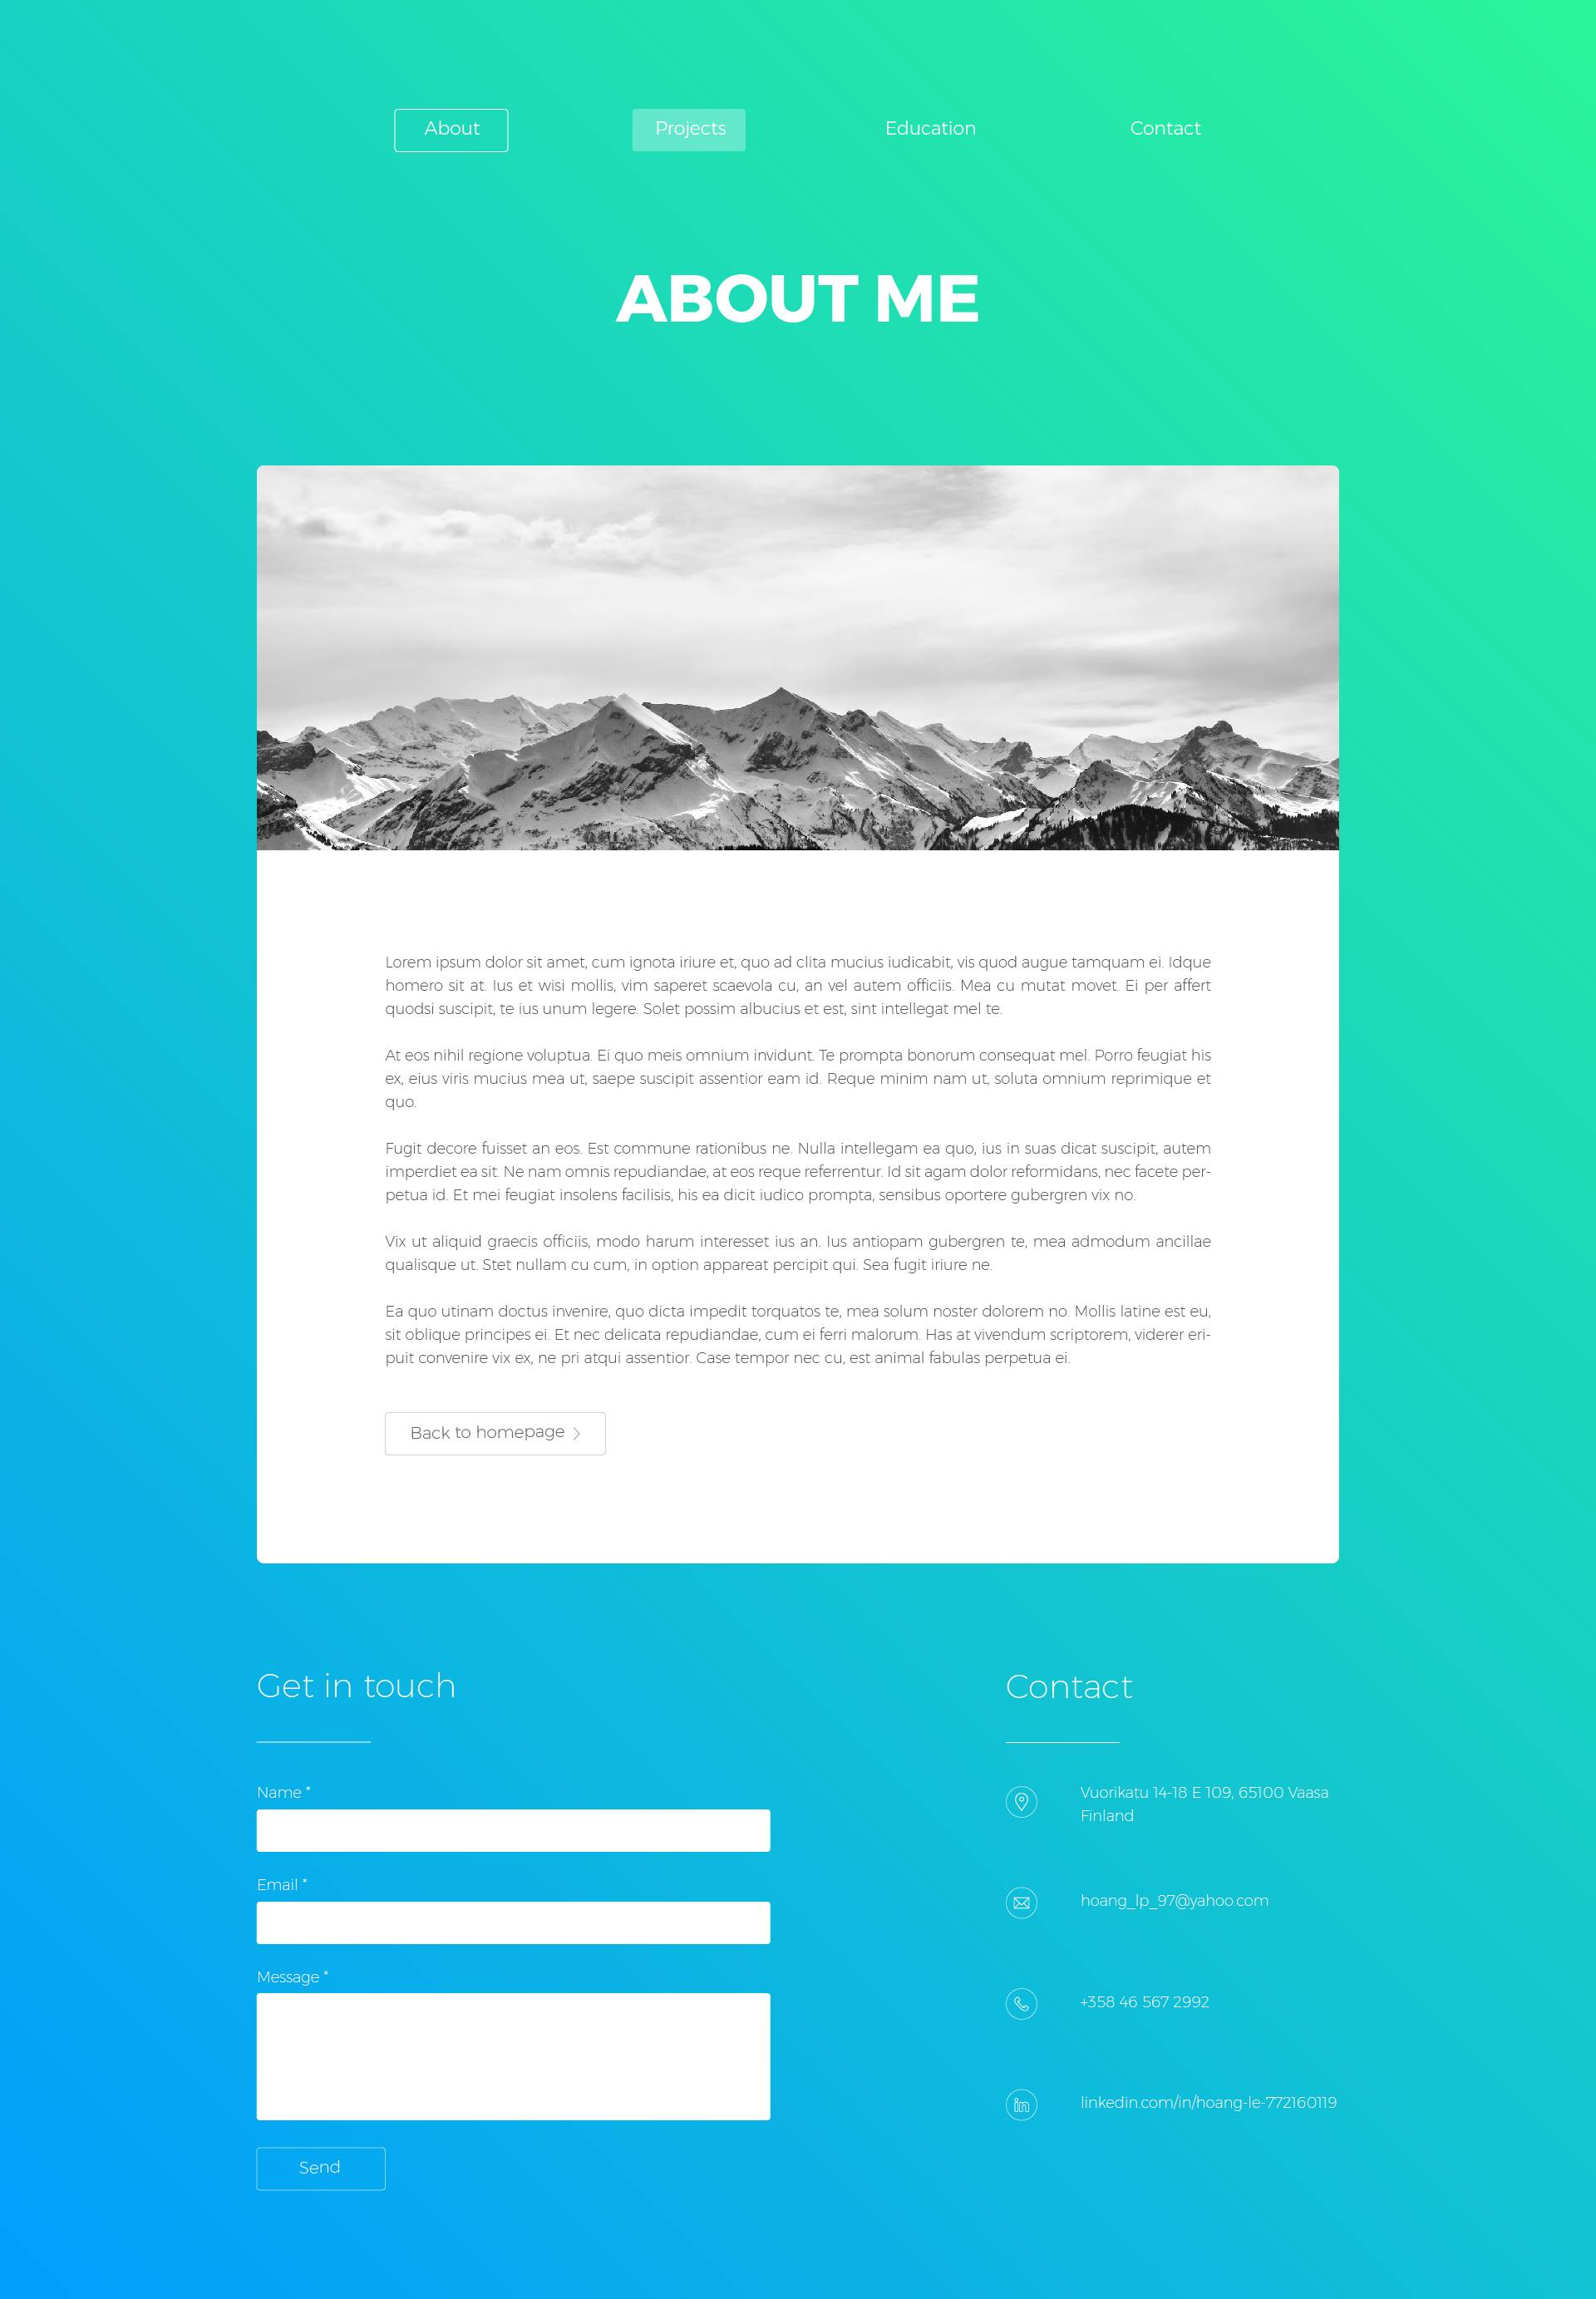 About
Projects
Education
Contact
ABOUT ME
Lorem ipsum dolor sit amet, cum ignota iriure et, quo ad clita mucius iudicabit, vis quod augue tamquam ei. Idque
homero sit at. Ius et wisi mollis, vim saperet scaevola cu, an vel autem officiis. Mea cu mutat movet. Ei per affert
quodsi suscipit, te ius unum legere. Solet possim albucius et est, sint intellegat mel te.
At eos nihil regione voluptua. Ei quo meis omnium invidunt. Te prompta bonorum consequat mel. Porro feugiat his
ex, eius viris mucius mea ut, saepe suscipit assentior eam id. Reque minim nam ut, soluta omnium reprimique et
quo.
Fugit decore fuisset an eos. Est commune rationibus ne. Nulla intellegam ea quo, ius in suas dicat suscipit, autem
imperdiet ea sit. Ne nam omnis repudiandae, at eos reque referrentur. Id sit agam dolor reformidans, nec facete per-
petua id. Et mei feugiat insolens facilisis, his ea dicit iudico prompta, sensibus oportere gubergren vix no.
Vix ut aliquid graecis officiis, modo harum interesset ius an. Ius antiopam gubergren te, mea admodum ancillae
qualisque ut. Stet nullam cu cum, in option appareat percipit qui. Sea fugit iriure ne.
Ea quo utinam doctus invenire, quo dicta impedit torquatos te, mea solum noster dolorem no. Mollis latine est eu,
sit oblique principes ei. Et nec delicata repudiandae, cum ei ferri malorum. Has at vivendum scriptorem, viderer eri-
puit convenire vix ex, ne pri atqui assentior. Case tempor nec cu, est animal fabulas perpetua ei.
Back to homepage >
Get in touch
Name *
Email *
Message *
Send
Contact
Vuorikatu 14-18 E 109, 65100 Vaasa
Finland
hoang_lp_97@yahoo.com
+358 46 567 2992
in
linkedin.com/in/hoang-le-772160119